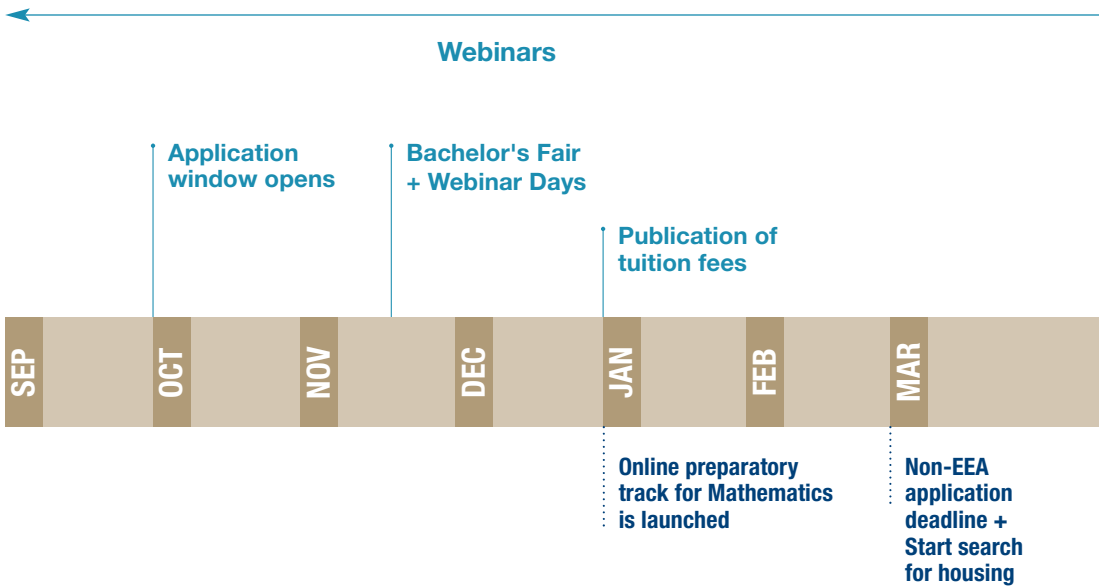 Webinars
Application
window opens
Bachelor's Fair
+ Webinar Days
Publication of
tuition fees
SEP
OCT
NOV
DEC
JAN
FEB
MAR
Online preparatory
track for Mathematics
is launched
Non-EEA
application
deadline +
Start search
for housing